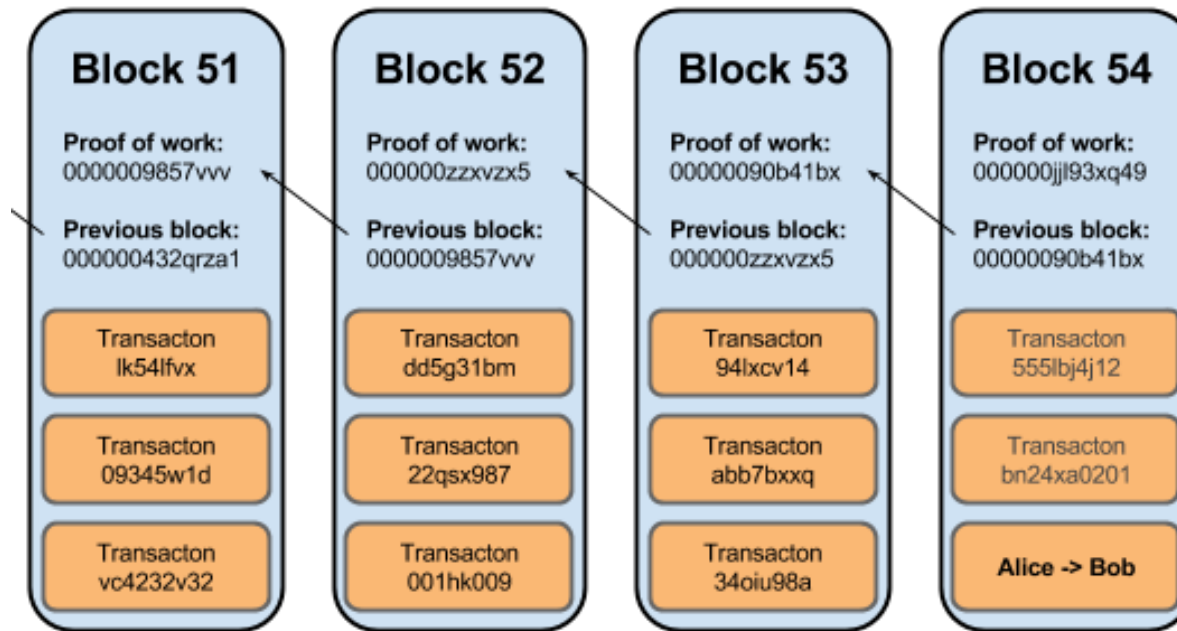 Block 51
Proof of work:
0000009857vvv
Previous block:
000000432qrza1
Transacton
lk54lfvx
Transacton
09345w1d
Transacton
vc4232v32
Block 52
Proof of work:
000000zzxvzx5
Previous block:
0000009857vvv
Transacton
dd5g31bm
Transacton
22qsx987
Transacton
001hk009
Block 53
Proof of work:
00000090b41bx
Previous block:
000000zzxvzx5
Transacton
94lxcv14
Transacton
abb7bxxq
Transacton
34oiu98a
Block 54
Proof of work:
000000jjl93xq49
Previous block:
00000090b41bx
Transacton
555lbj4j12
Transacton
bn24xa0201
Alice -> Bob